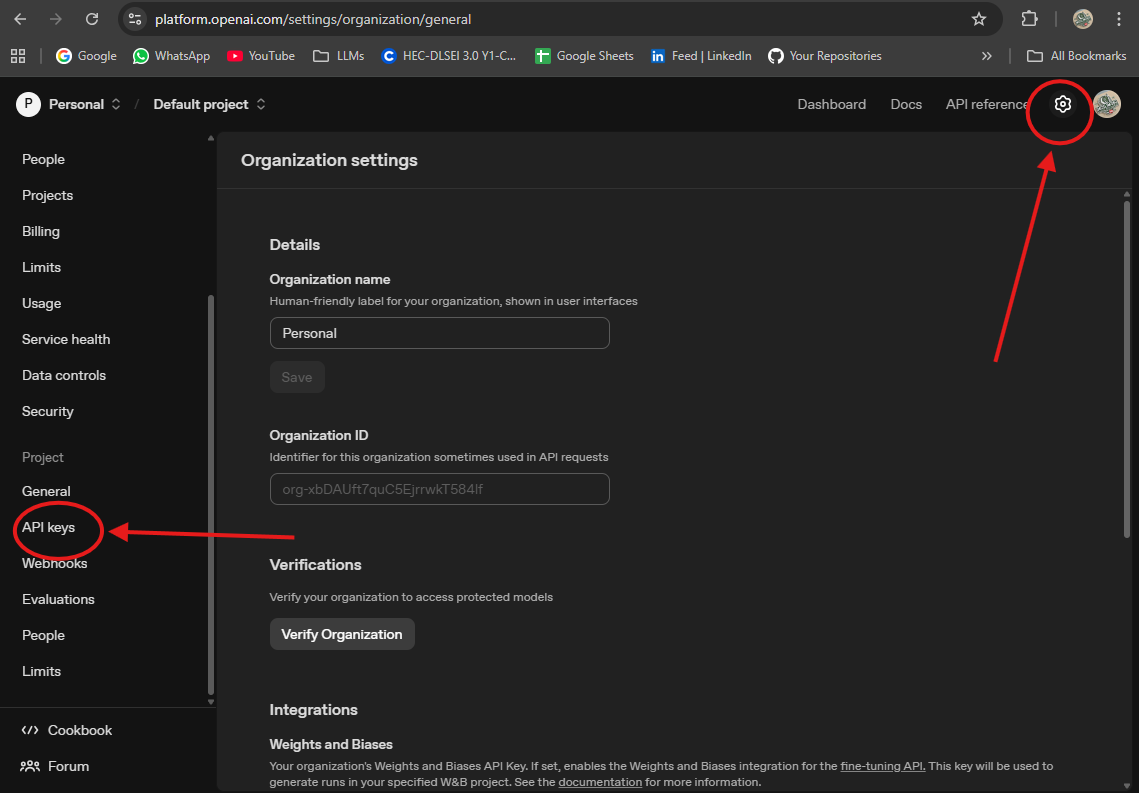 platform.openai.com/settings/organization/general
Google
WhatsApp
YouTube
LLMs
HEC-DLSEI 3.0 Y1-C...
Google Sheets
Feed | LinkedIn
Your Repositories
All Bookmarks
P
Personal
/
Default project
Dashboard
Docs
API reference
People
Projects
Billing
Limits
Usage
Service health
Data controls
Security
Project
General
API keys
Webhooks
Evaluations
People
Limits
Cookbook
Forum
Organization settings
Details
Organization name
Human-friendly label for your organization, shown in user interfaces
Personal
Save
Organization ID
Identifier for this organization sometimes used in API requests
org-xbDAUft7quC5EjrrwkT584lf
Verifications
Verify your organization to access protected models
Verify Organization
Integrations
Weights and Biases
Your organization's Weights and Biases API Key. If set, enables the Weights and Biases integration for the fine-tuning API. This key will be used to
generate runs in your specified W&B project. See the documentation for more information.